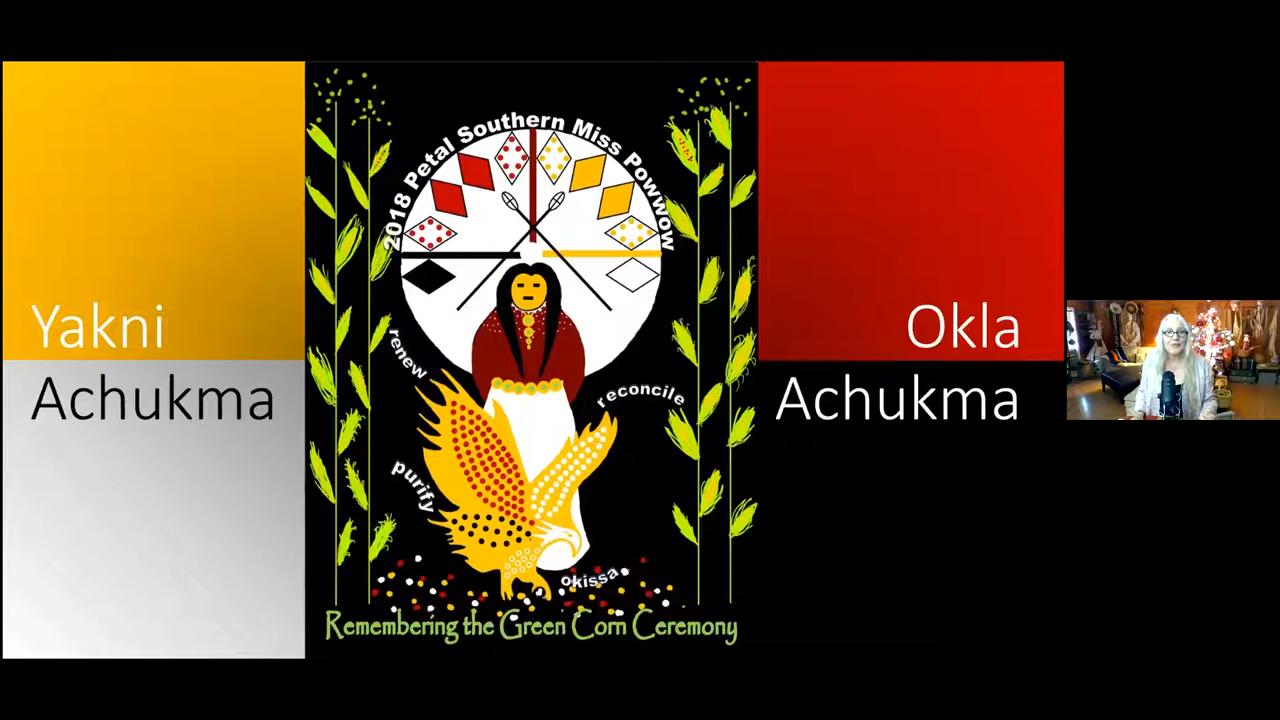 Yakni
Achukma
2018 Petal Southern Miss Powwow
renew
reconcile
purify
okissa
Remembering the Green Corn Ceremony
Okla
Achukma